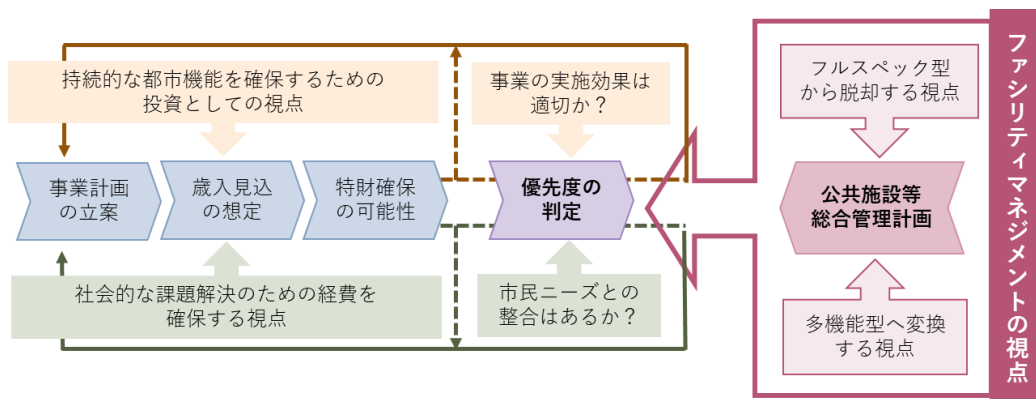 持続的な都市機能を確保するための
投資としての視点
事業の実施効果は
適切か？
フルスペック型
から脱却する視点
事業計画
の立案
歳入見込
の想定
特財確保
の可能性
優先度の
判定
公共施設等
総合管理計画
社会的な課題解決のための経費を
確保する視点
市民ニーズとの
整合はあるか？
多機能型へ変換
する視点
ファシリティマネジメントの視点